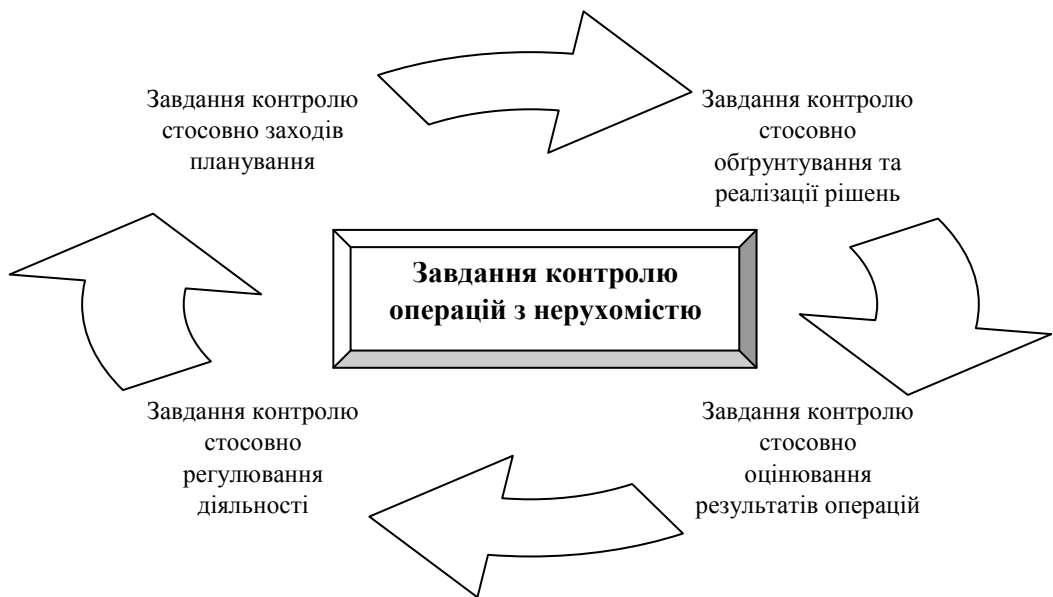 Завдання контролю
стосовно заходів
планування
Завдання контролю
стосовно
обґрунтування та
реалізації рішень
Завдання контролю
операцій з нерухомістю
Завдання контролю
стосовно
регулювання
діяльності
Завдання контролю
стосовно
оцінювання
результатів операцій